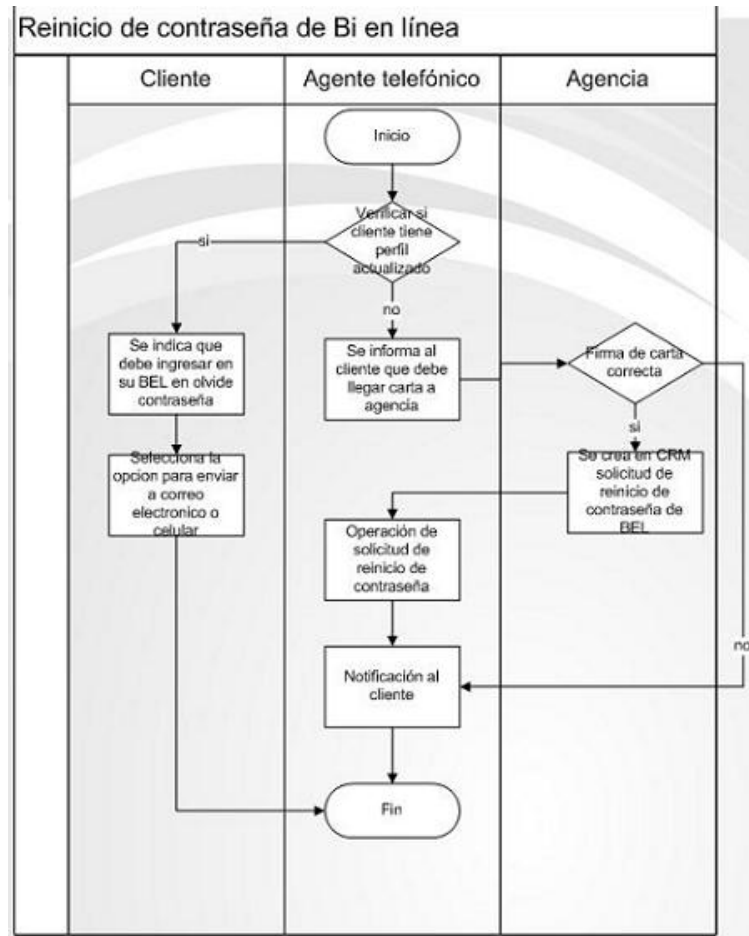 Reinicio de contraseña de Bi en línea
Cliente
Agente telefónico
Agencia
Inicio
Verificar si
cliente tiene
perfil
actualizado
si
no
Se indica que
debe ingresar en
su BEL en olvide
contraseña
Se informa al
cliente que debe
llegar carta a
agencia
Firma de carta
correcta
si
Selecciona la
opcion para enviar
a correo
electronico o
celular
Se crea en CRM
solicitud de
reinicio de
contraseña de
BEL
Operación de
solicitud de
reinicio de
contraseña
no
Notificación al
cliente
Fin